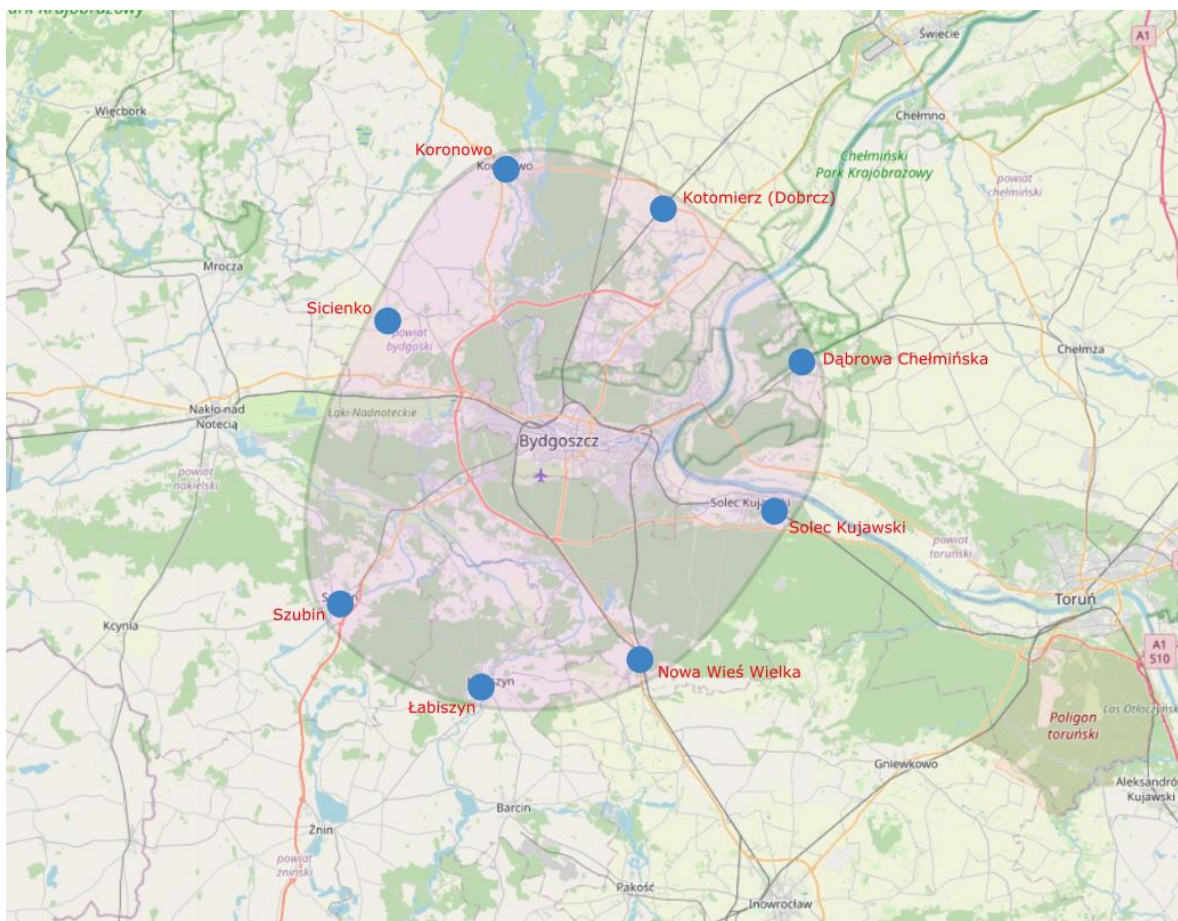 Park Krajobrazowy
Świecie
A1
Więcbork
Chełmno
Koronowo
Chełmiński
Park Krajobrazowy
powiat
chełmiński
Kotomierz (Dobrcz)
Mrocza
Sicienko
powiat
bydgoski
Chełmża
Dąbrowa Chełmińska
Nakło nad
Notecią
Łąki Nadnoteckie
Bydgoszcz
powiat
nakielski
Solec Kujawski
Solec Kujawski
powiat
toruński
Toruń
Szubin
Kcynia
A1
S10
Nowa Wieś Wielka
Łabiszyn
Las Otłoczyński
Poligon
toruński
Gniewkowo
Aleksandrów
Kujawski
Barcin
Żnin
powiat
żniński
Pakość
Inowrocław